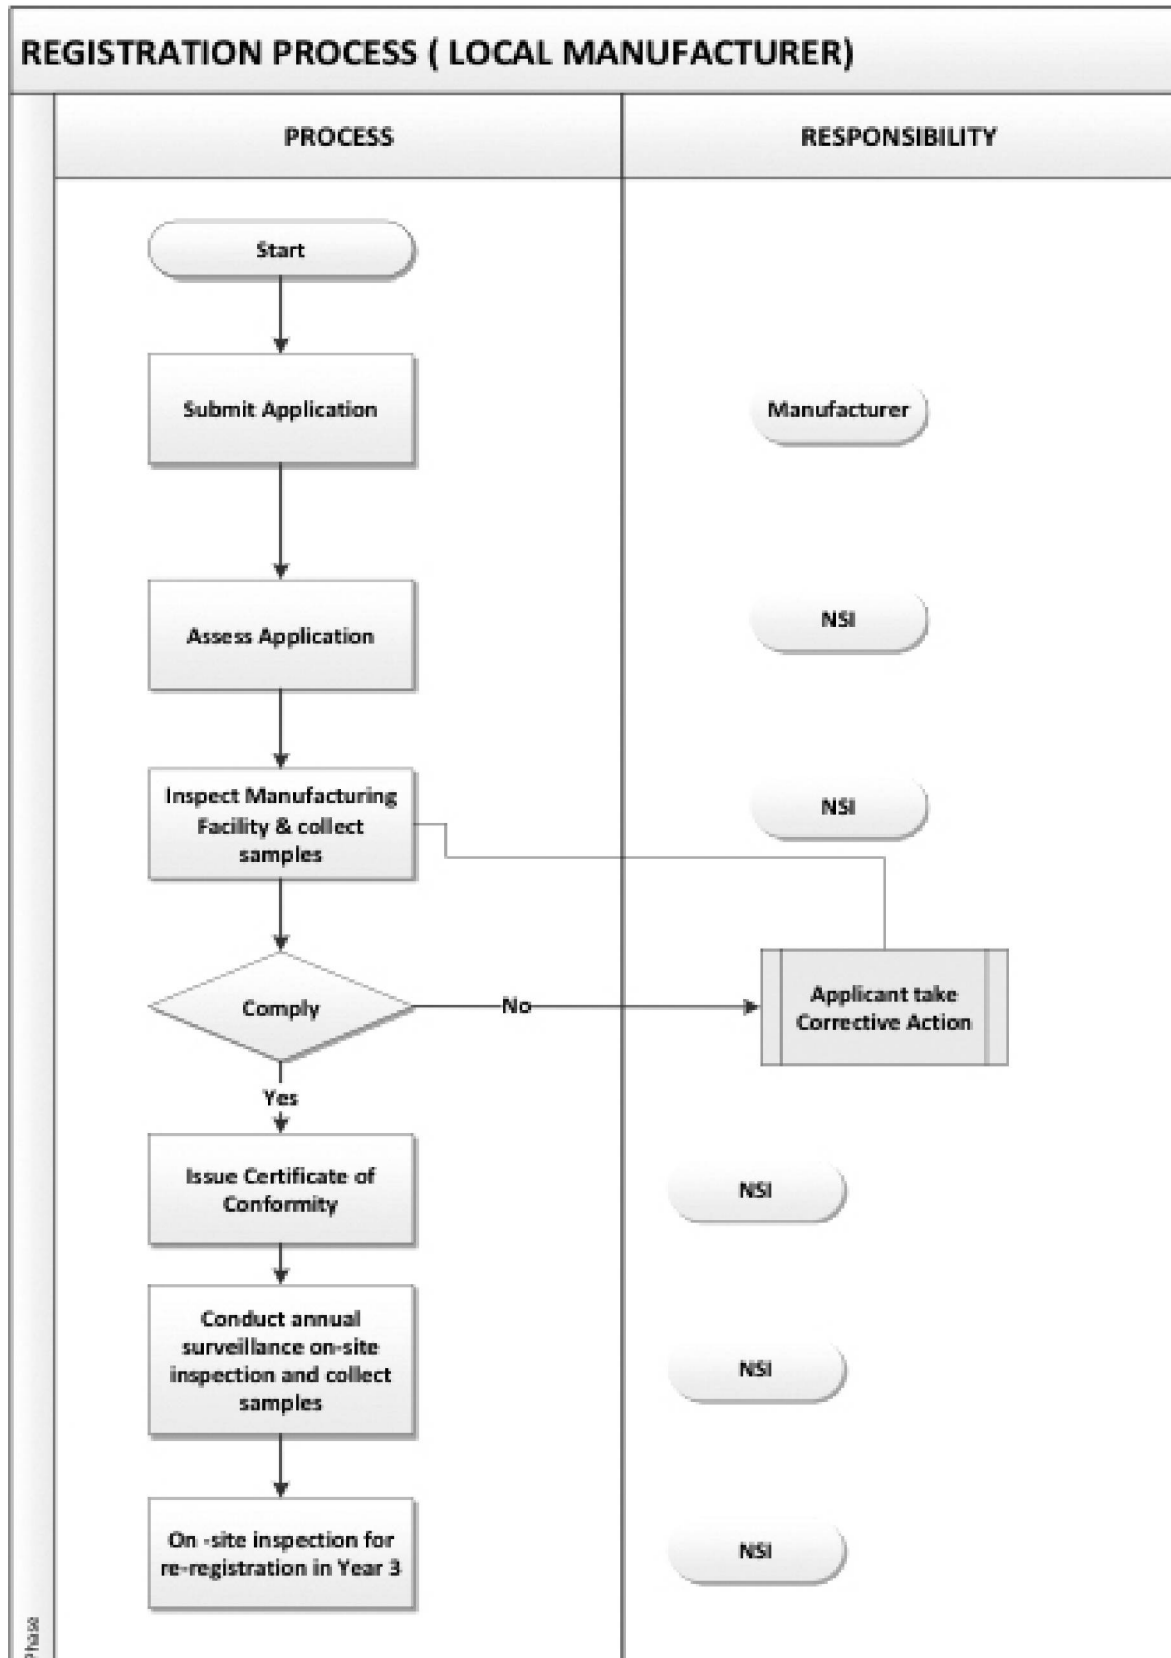 REGISTRATION PROCESS ( LOCAL MANUFACTURER)
PROCESS
RESPONSIBILITY
Start
Submit Application
Manufacturer
Assess Application
NSI
Inspect Manufacturing
Facility & collect
samples
NSI
Comply
No
Applicant take
Corrective Action
Yes
Issue Certificate of
Conformity
NSI
Conduct annual
surveillance on-site
inspection and collect
samples
NSI
On -site inspection for
re-registration in Year 3
NSI
Phase